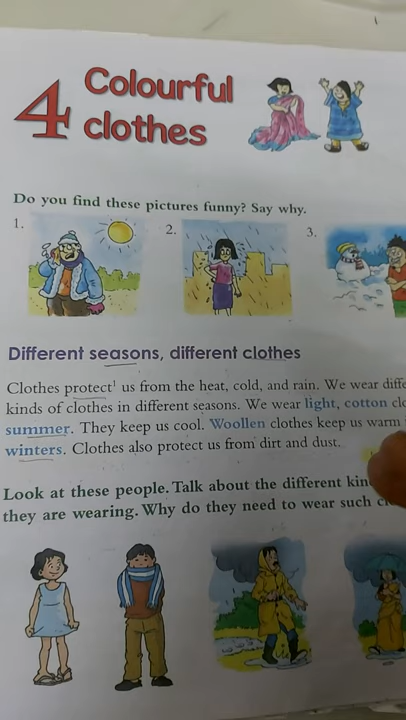 4 Colourful
clothes
Do you find these pictures funny? Say why.
1.
2.
3.
Different seasons, different clothes
Clothes protect¹ us from the heat, cold, and rain. We wear
kinds of clothes in different seasons. We wear light, cotton
summer. They keep us cool. Woollen clothes keep us warm
winters. Clothes also protect us from dirt and dust.
Look at these people. Talk about the different
they are wearing. Why do they need to wear such